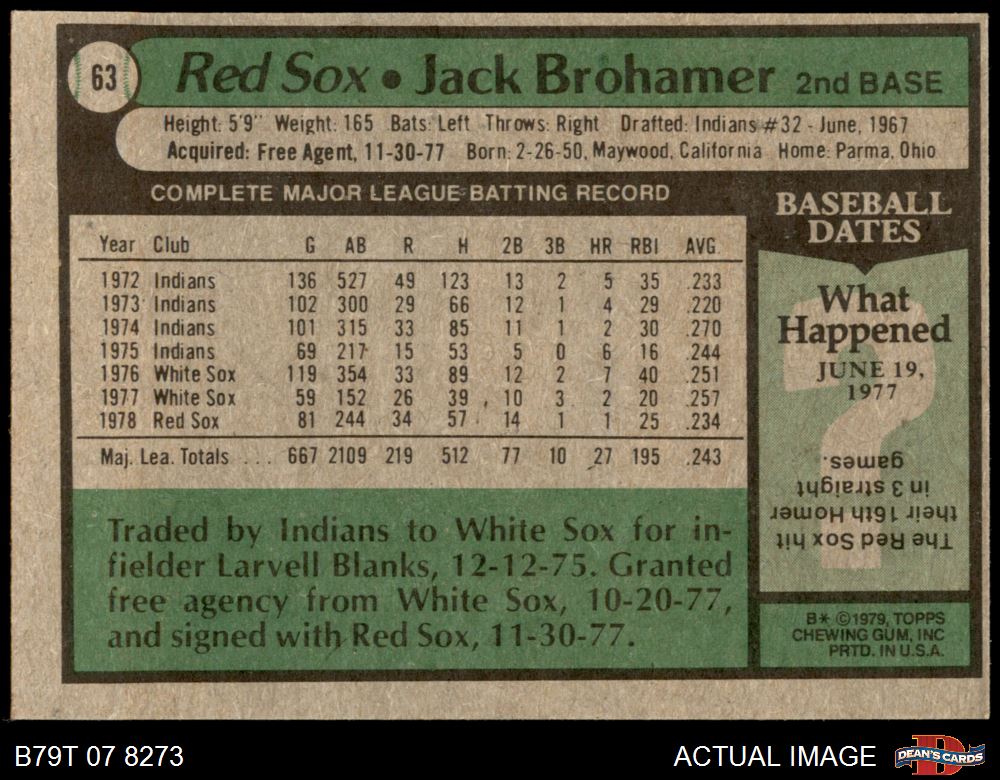 63
Red Sox • Jack Brohamer 2nd BASE
Height: 5'9" Weight: 165 Bats: Left Throws: Right Drafted: Indians #32 - June, 1967
Acquired: Free Agent, 11-30-77 Born: 2-26-50, Maywood, California Home: Parma, Ohio
COMPLETE MAJOR LEAGUE BATTING RECORD
Year Club G AB R H 2B 3B HR RBI AVG.
1972 Indians 136 527 49 123 13 2 5 35 .233
1973 Indians 102 300 29 66 12 1 4 29 .220
1974 Indians 101 315 33 85 11 1 2 30 .270
1975 Indians 69 217 15 53 5 0 6 16 .244
1976 White Sox 119 354 33 89 12 2 7 40 .251
1977 White Sox 59 152 26 39 10 3 2 20 .257
1978 Red Sox 81 244 34 57 14 1 1 25 .234
Maj. Lea. Totals ... 667 2109 219 512 77 10 27 195 .243
Traded by Indians to White Sox for in-
fielder Larvell Blanks, 12-12-75. Granted
free agency from White Sox, 10-20-77,
and signed with Red Sox, 11-30-77.
BASEBALL
DATES
What
Happened
JUNE 19,
1977
?
The Red Sox hit
their 16th Homer
in 3 straight
games.
B* ©1979, TOPPS
CHEWING GUM, INC
PRTD. IN U.S.A.
B79T 07 8273
ACTUAL IMAGE
D
DEAN'S CARDS